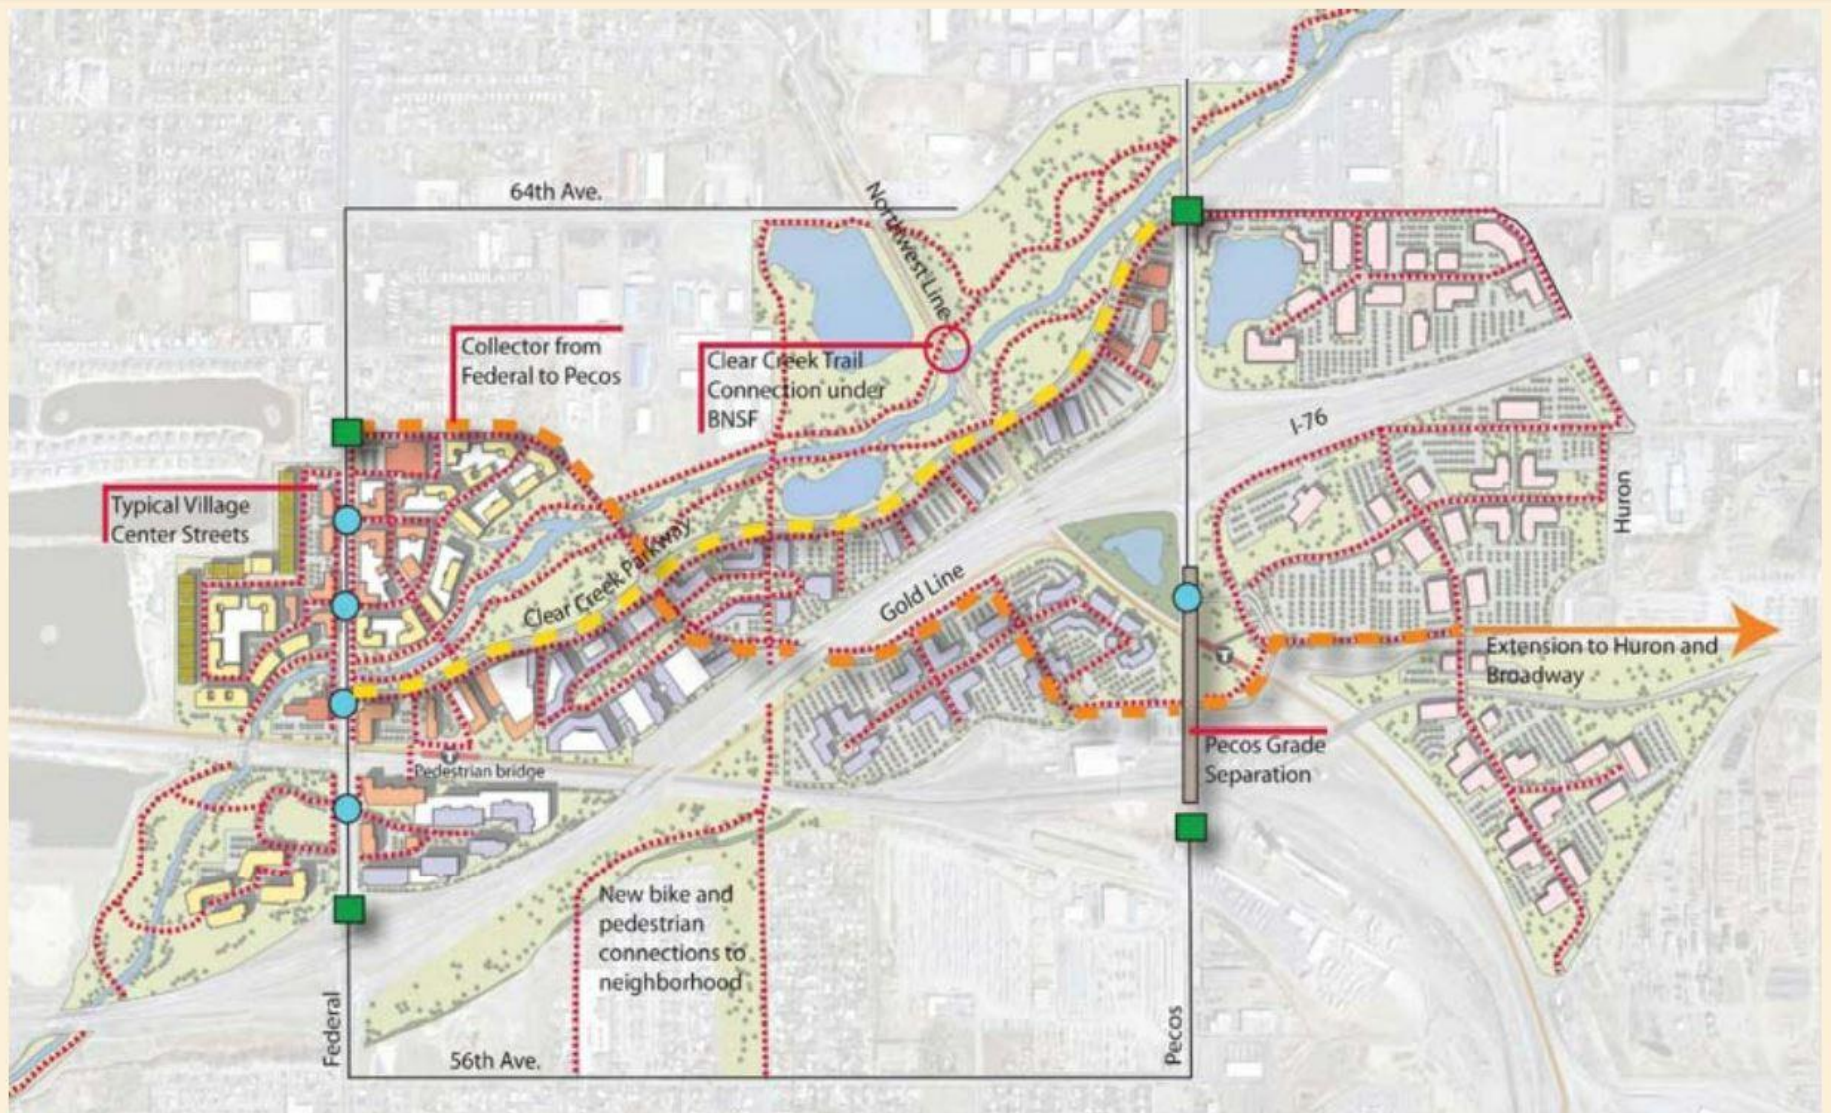 64th Ave.
Northwest Line
Collector from
Federal to Pecos
Clear Creek Trail
Connection under
BNSF
I-76
Typical Village
Center Streets
Huron
Clear Creek Parkway
Gold Line
Extension to Huron and
Broadway
T
Pecos Grade
Separation
T
Pedestrian bridge
New bike and
pedestrian
connections to
neighborhood
Federal
Pecos
56th Ave.